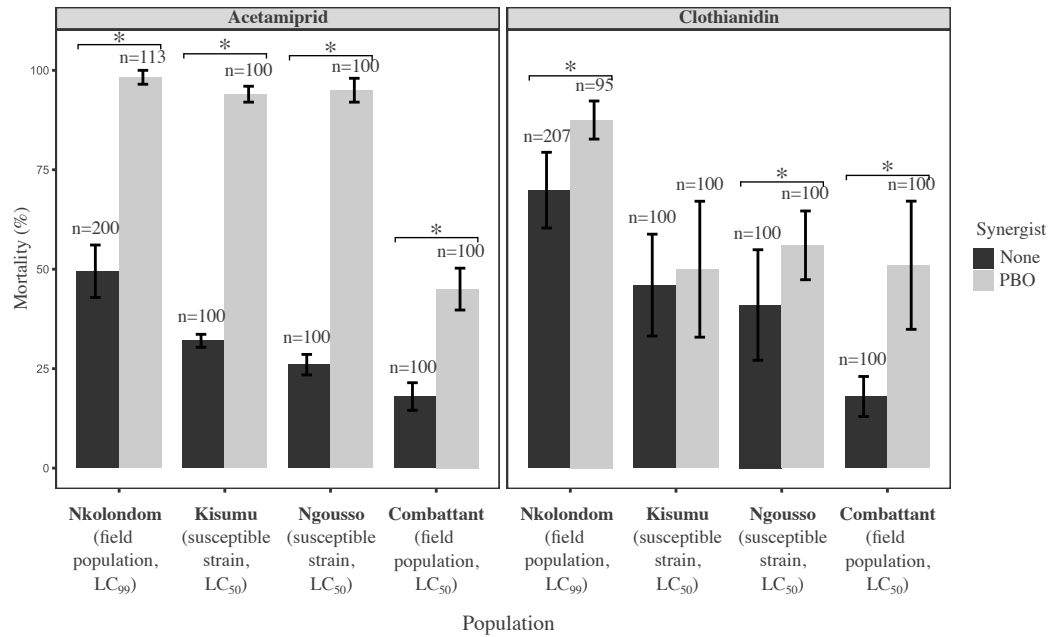 Acetamiprid
Clothianidin
*
*
*
*
*
*
*
n=113
n=100
n=100
n=200
n=100
n=100
n=100
n=100
n=95
n=207
n=100
n=100
n=100
n=100
n=100
n=100
100
75
50
25
0
Mortality (%)
Synergist
None
PBO
Nkolondom
(field
population,
LC99)
Kisumu
(susceptible
strain,
LC50)
Ngousso
(susceptible
strain,
LC50)
Combattant
(field
population,
LC50)
Nkolondom
(field
population,
LC99)
Kisumu
(susceptible
strain,
LC50)
Ngousso
(susceptible
strain,
LC50)
Combattant
(field
population,
LC50)
Population